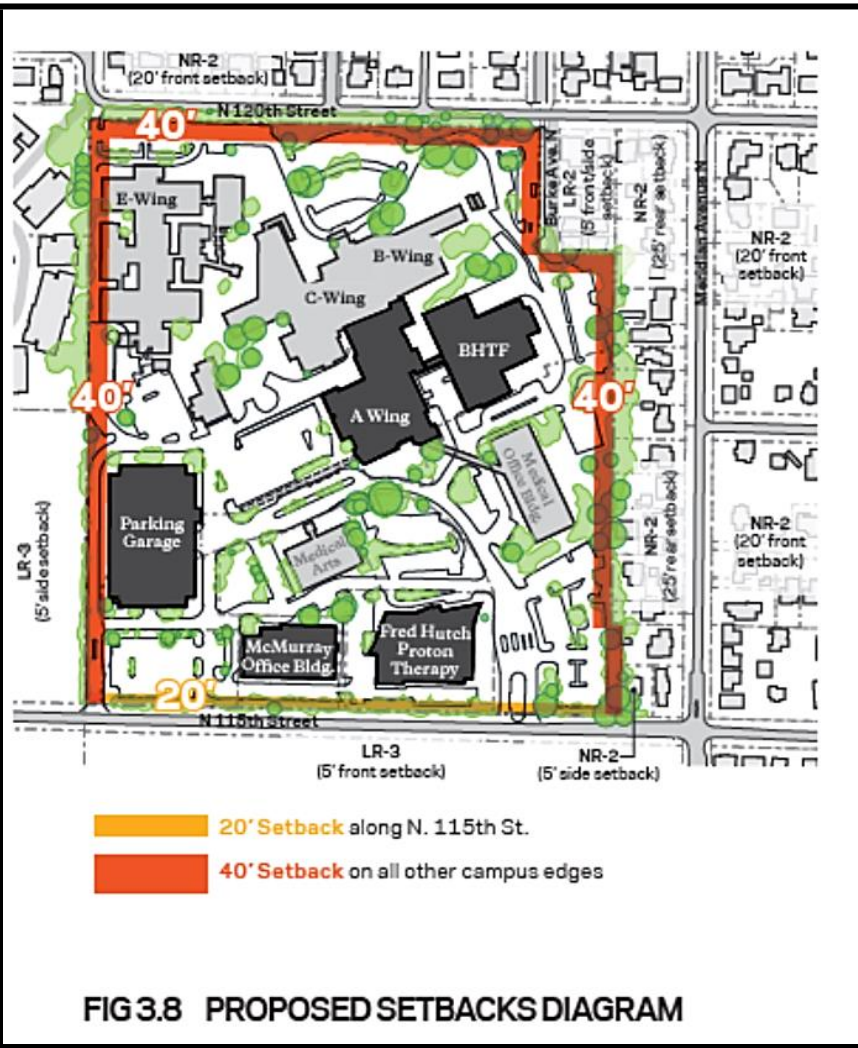 NR-2
(20' front setback)
N 120th Street
40'
E-Wing
B-Wing
C-Wing
BHTF
A Wing
Burke Ave. N
LR-2
(5' front/side
setback)
NR-2
(25' rear setback)
Meridian Avenue N
NR-2
(20' front
setback)
40'
40'
Medical
Office Bldg.
Parking
Garage
LR-3
(5' side setback)
Medical
Arts
NR-2
(25' rear setback)
NR-2
(20' front
setback)
McMurray
Office Bldg.
Fred Hutch
Proton
Therapy
20'
N 115th Street
LR-3
(5' front setback)
NR-2
(5' side setback)
20' Setback along N. 115th St.
40' Setback on all other campus edges
FIG 3.8 PROPOSED SETBACKS DIAGRAM